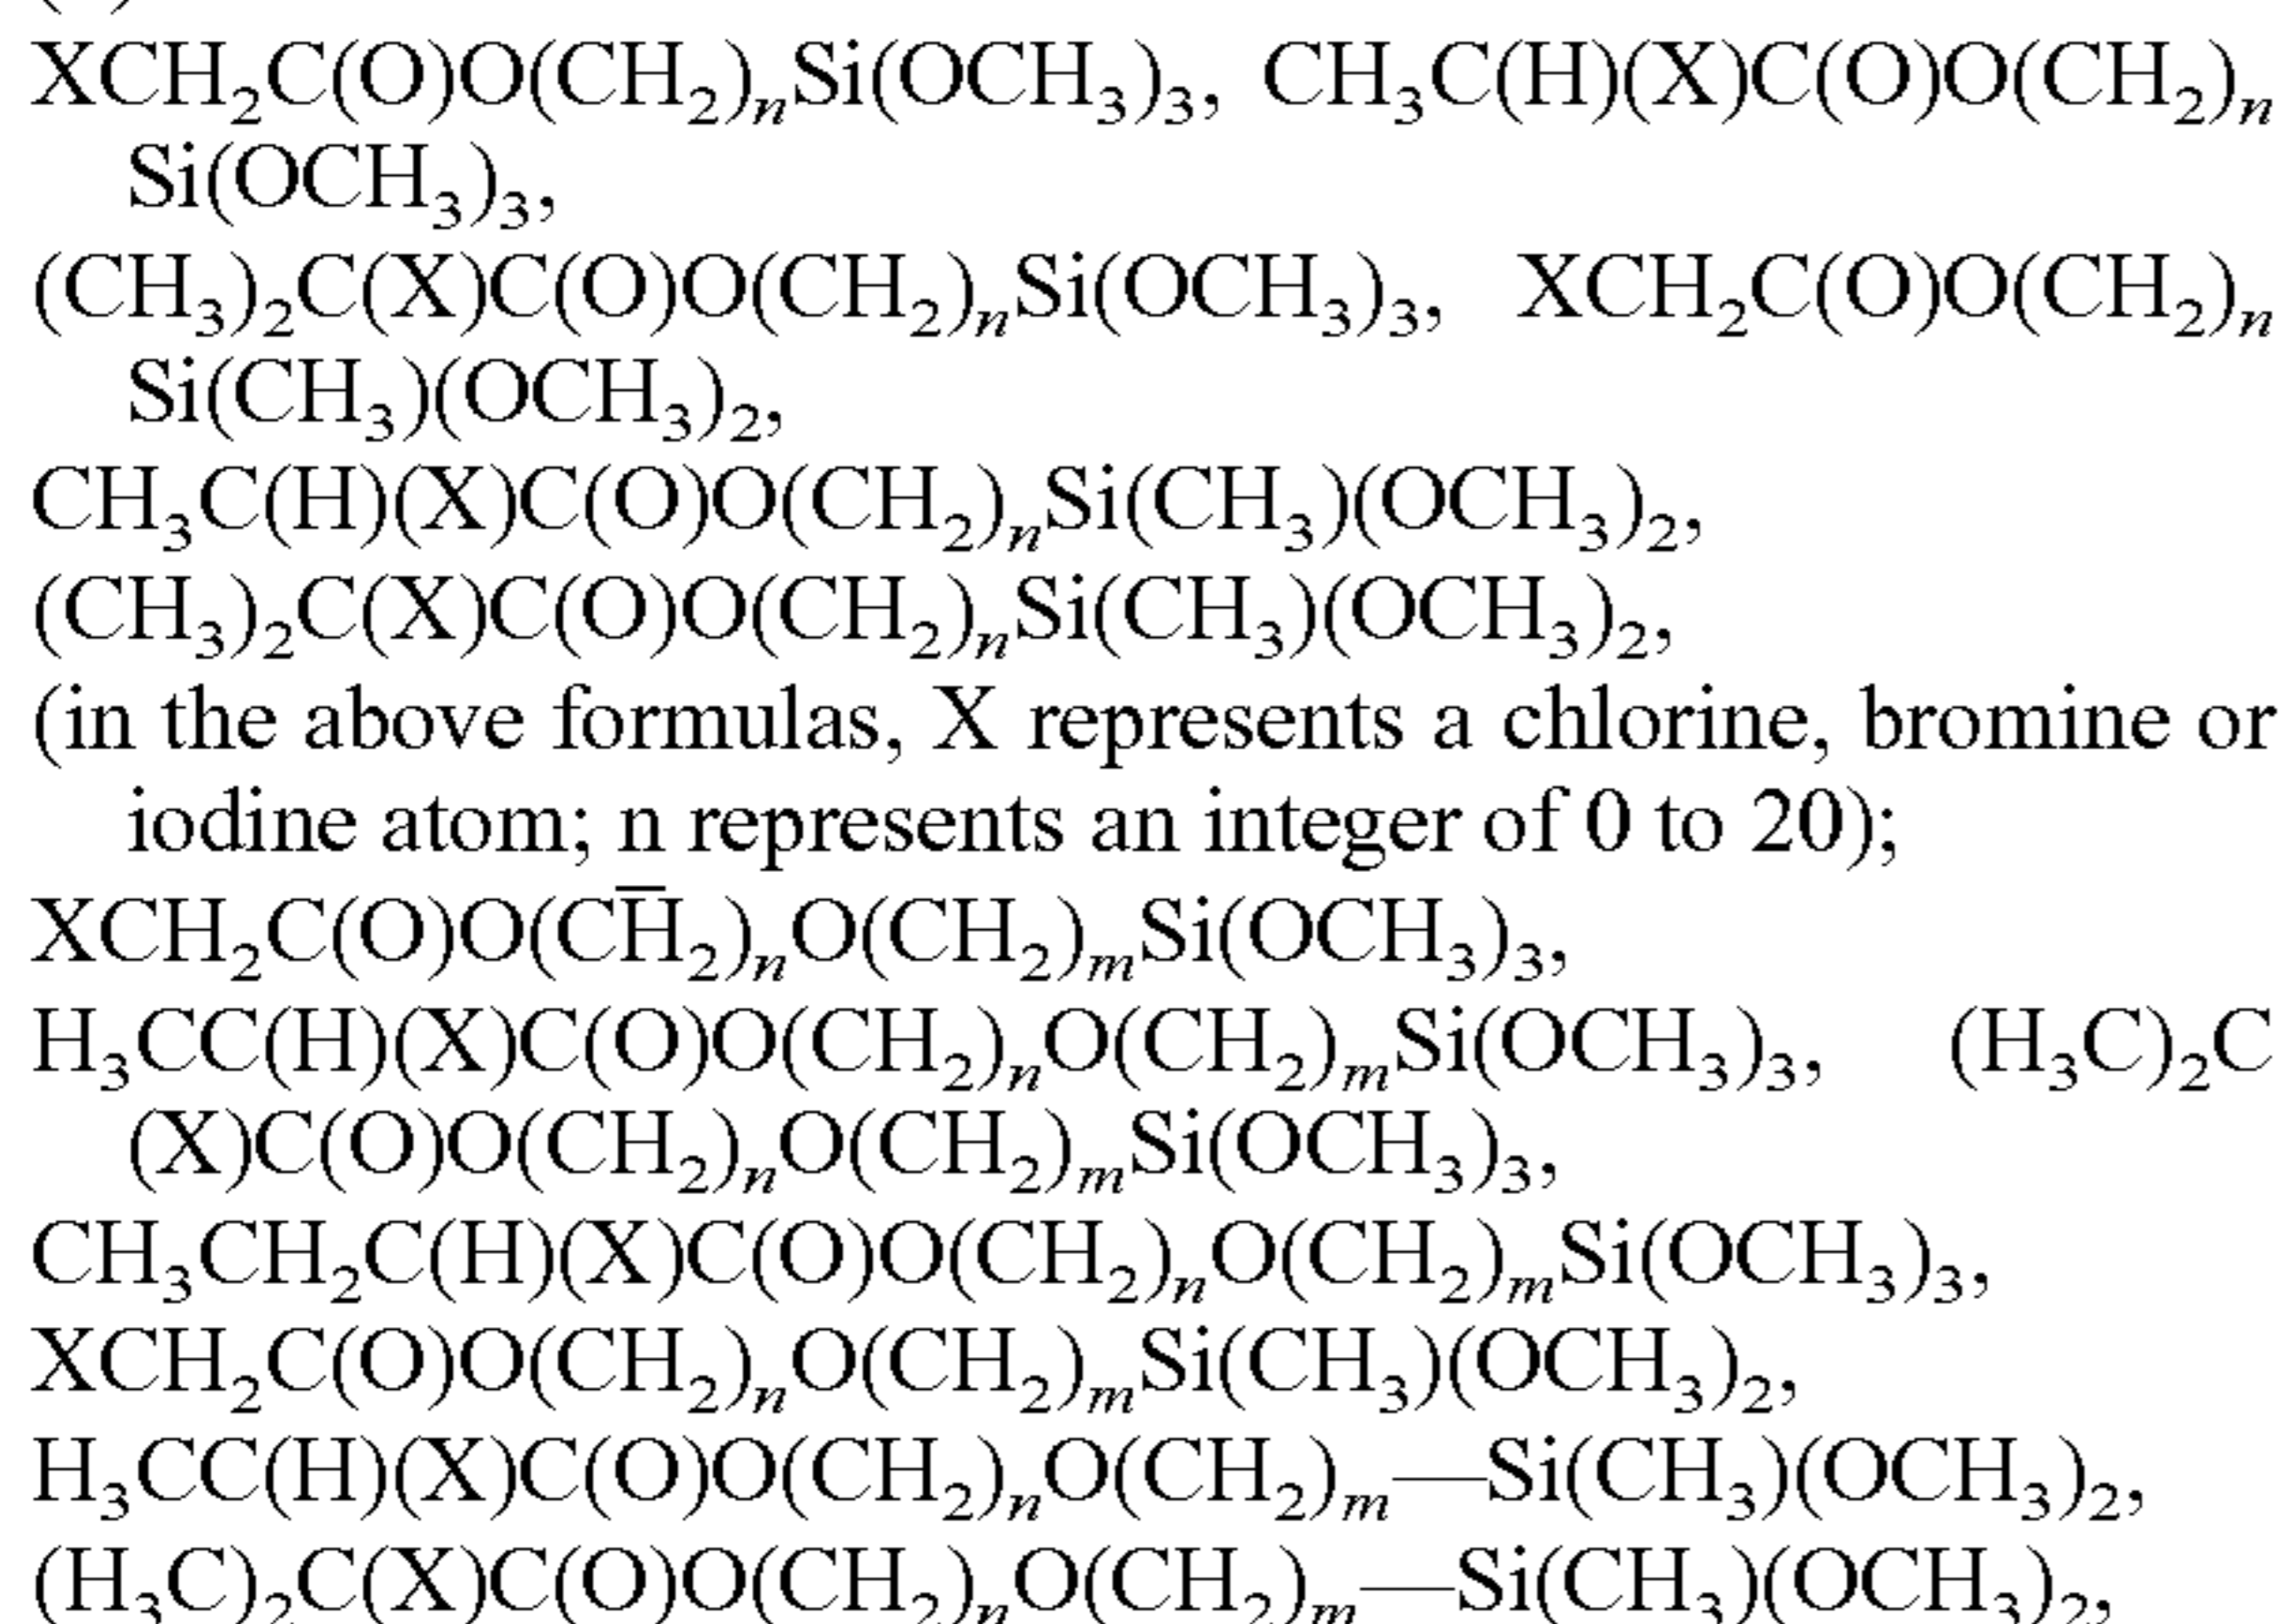 XCH₂C(O)O(CH₂)ₙSi(OCH₃)₃, CH₃C(H)(X)C(O)O(CH₂)ₙ
Si(OCH₃)₃,
(CH₃)₂C(X)C(O)O(CH₂)ₙSi(OCH₃)₃, XCH₂C(O)O(CH₂)ₙ
Si(CH₃)(OCH₃)₂,
CH₃C(H)(X)C(O)O(CH₂)ₙSi(CH₃)(OCH₃)₂,
(CH₃)₂C(X)C(O)O(CH₂)ₙSi(CH₃)(OCH₃)₂,
(in the above formulas, X represents a chlorine, bromine or
iodine atom; n represents an integer of 0 to 20);
XCH₂C(O)O(CH₂)ₙO(CH₂)ₘSi(OCH₃)₃,
H₃CC(H)(X)C(O)O(CH₂)ₙO(CH₂)ₘSi(OCH₃)₃, (H₃C)₂C
(X)C(O)O(CH₂)ₙO(CH₂)ₘSi(OCH₃)₃,
CH₃CH₂C(H)(X)C(O)O(CH₂)ₙO(CH₂)ₘSi(OCH₃)₃,
XCH₂C(O)O(CH₂)ₙO(CH₂)ₘSi(CH₃)(OCH₃)₂,
H₃CC(H)(X)C(O)O(CH₂)ₙO(CH₂)ₘ—Si(CH₃)(OCH₃)₂,
(H₃C)₂C(X)C(O)O(CH₂)ₙO(CH₂)ₘ—Si(CH₃)(OCH₃)₂,